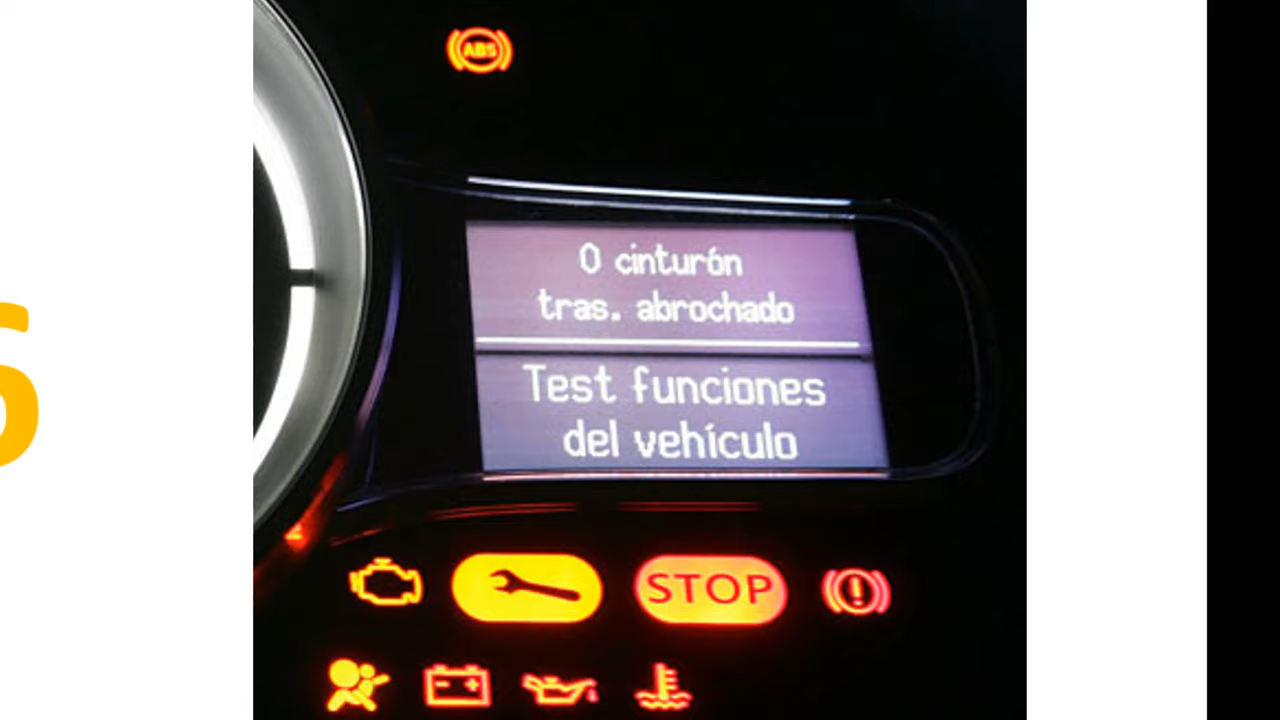 ABS
0 cinturón
tras. abrochado
Test funciones
del vehículo
STOP